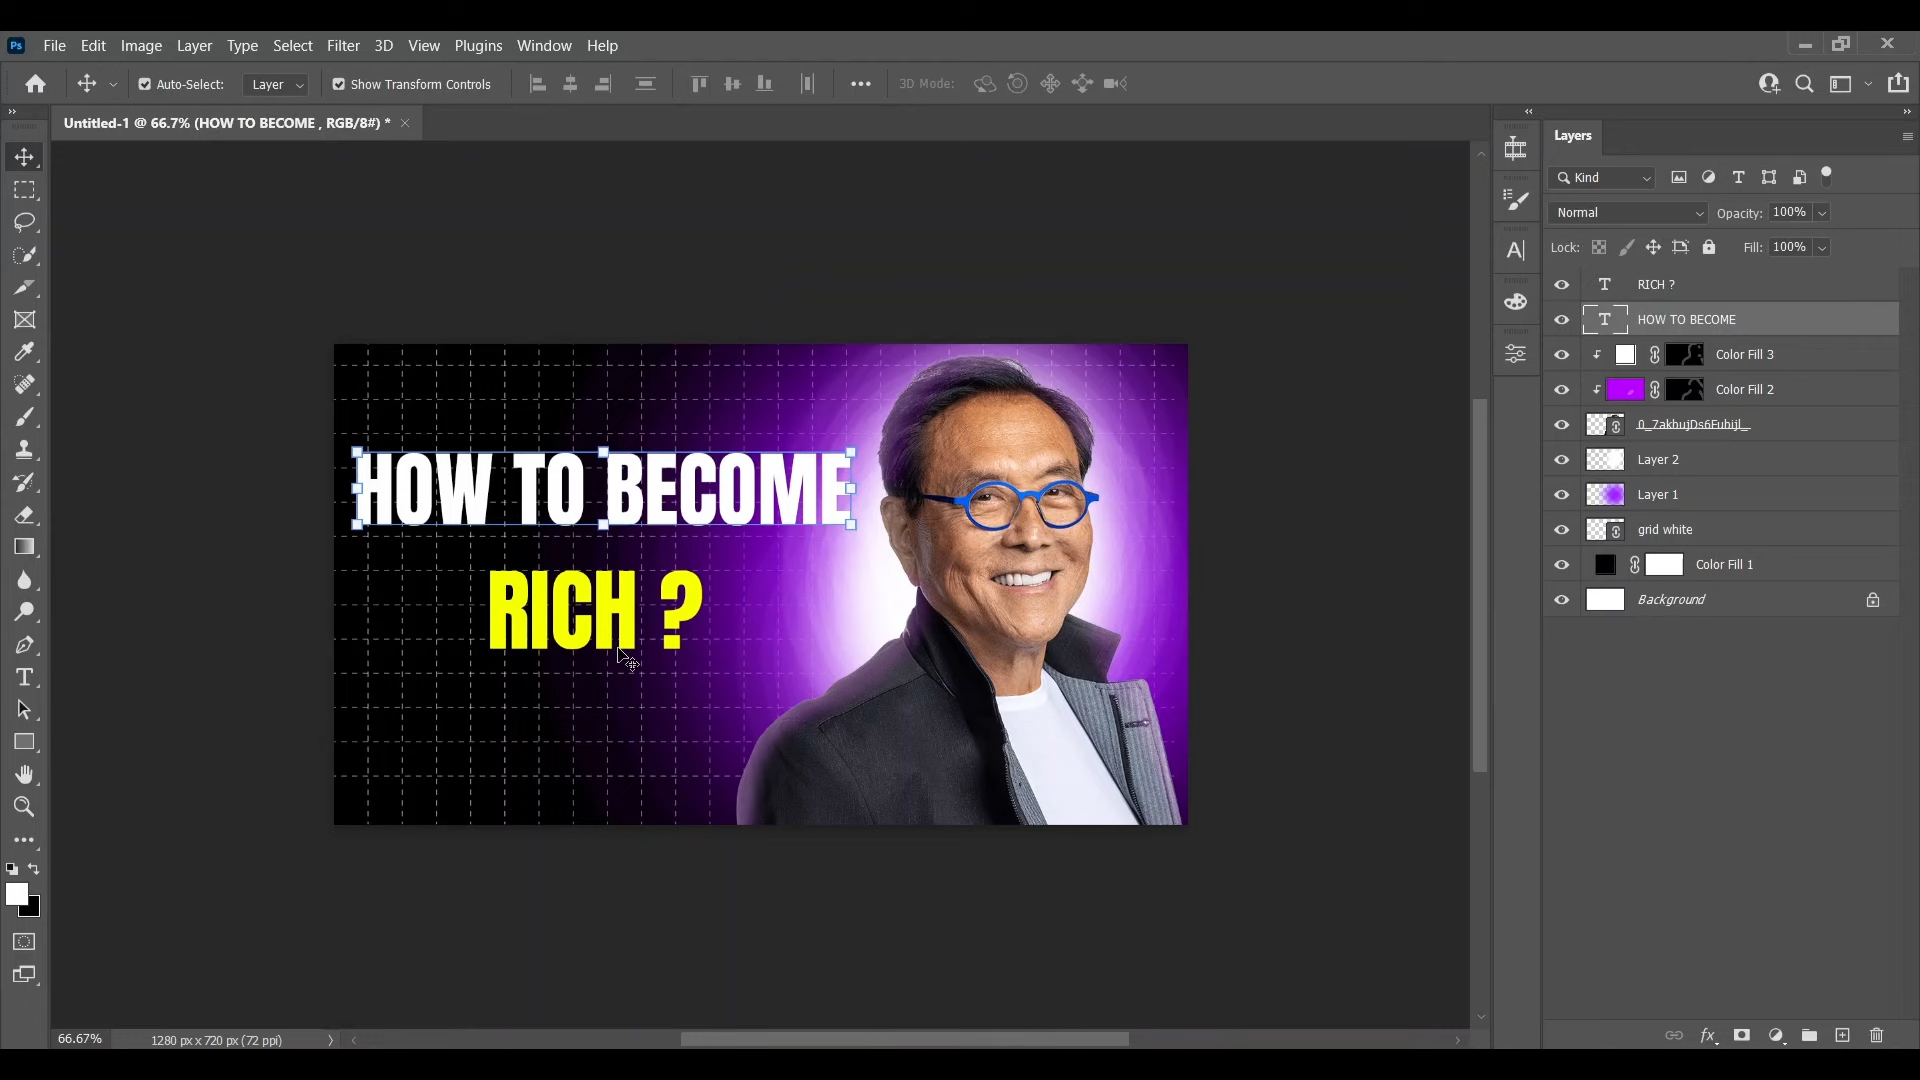 Ps File Edit Image Layer Type Select Filter 3D View Plugins Window Help
Auto-Select: Layer Show Transform Controls 3D Mode:
Untitled-1 @ 66.7% (HOW TO BECOME , RGB/8#) *
HOW TO BECOME
RICH ?
66.67% 1280 px x 720 px (72 ppi)
Layers
Kind
Normal Opacity: 100%
Lock: Fill: 100%
RICH ?
HOW TO BECOME
Color Fill 3
Color Fill 2
Layer 2
Layer 1
grid white
Color Fill 1
Background